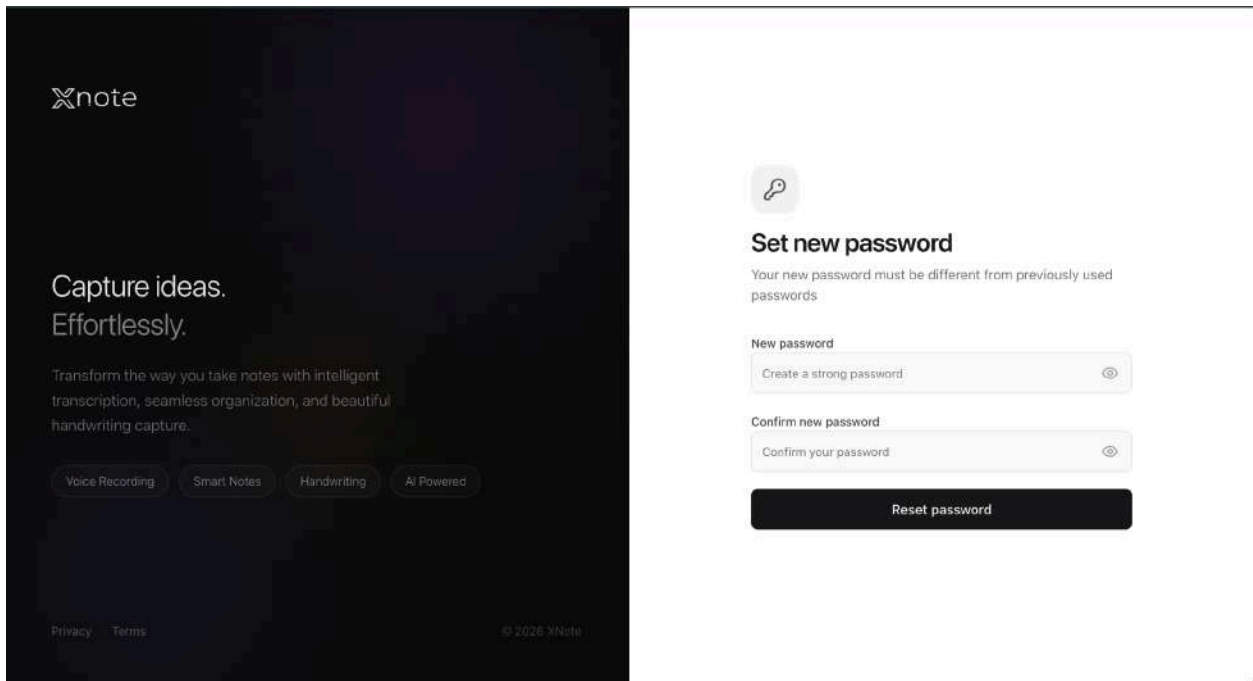 Xnote
Capture ideas.
Effortlessly.
Transform the way you take notes with intelligent
transcription, seamless organization, and beautiful
handwriting capture.
Voice Recording
Smart Notes
Handwriting
AI Powered
Privacy
Terms
© 2026 XNote
Set new password
Your new password must be different from previously used
passwords
New password
Create a strong password
Confirm new password
Confirm your password
Reset password